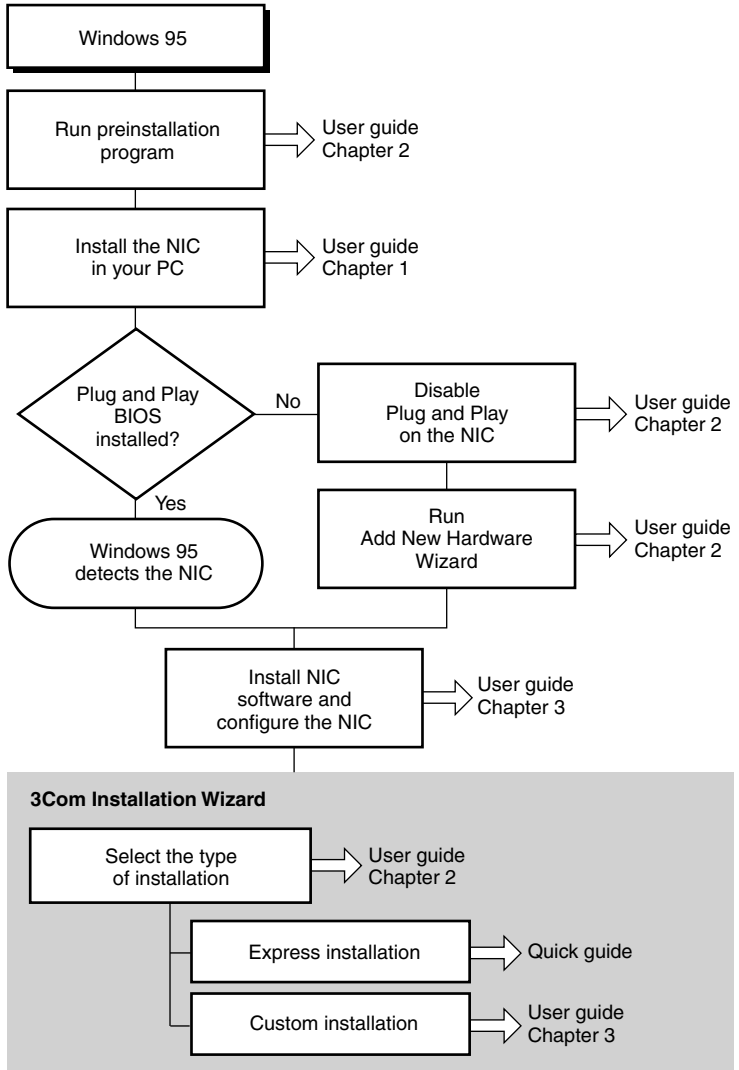 Windows 95
Run preinstallation
program
User guide
Chapter 2
Install the NIC
in your PC
User guide
Chapter 1
Plug and Play
BIOS
installed?
No
Disable
Plug and Play
on the NIC
User guide
Chapter 2
Yes
Windows 95
detects the NIC
Run
Add New Hardware
Wizard
User guide
Chapter 2
Install NIC
software and
configure the NIC
User guide
Chapter 3
3Com Installation Wizard
Select the type
of installation
User guide
Chapter 2
Express installation
Quick guide
Custom installation
User guide
Chapter 3